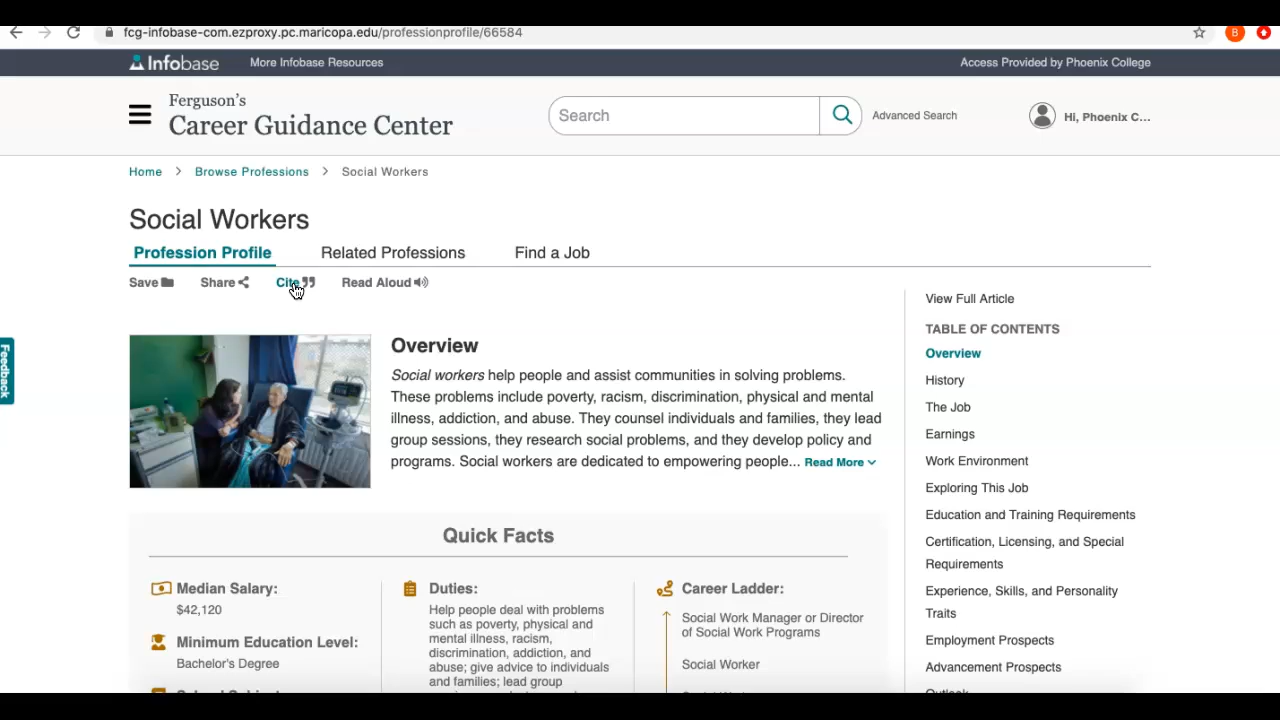 fcg-infobase-com.ezproxy.pc.maricopa.edu/professionprofile/66584
B
Infobase
More Infobase Resources
Access Provided by Phoenix College
Ferguson's
Career Guidance Center
Search
Advanced Search
Hi, Phoenix C...
Home > Browse Professions > Social Workers
Social Workers
Profession Profile
Related Professions
Find a Job
Save
Share
Cite
Read Aloud
Feedback
Overview
Social workers help people and assist communities in solving problems.
These problems include poverty, racism, discrimination, physical and mental
illness, addiction, and abuse. They counsel individuals and families, they lead
group sessions, they research social problems, and they develop policy and
programs. Social workers are dedicated to empowering people... Read More
Quick Facts
Median Salary:
$42,120
Minimum Education Level:
Bachelor's Degree
Duties:
Help people deal with problems
such as poverty, physical and
mental illness, racism,
discrimination, addiction, and
abuse; give advice to individuals
and families; lead group
Career Ladder:
Social Work Manager or Director
of Social Work Programs
Social Worker
View Full Article
TABLE OF CONTENTS
Overview
History
The Job
Earnings
Work Environment
Exploring This Job
Education and Training Requirements
Certification, Licensing, and Special
Requirements
Experience, Skills, and Personality
Traits
Employment Prospects
Advancement Prospects